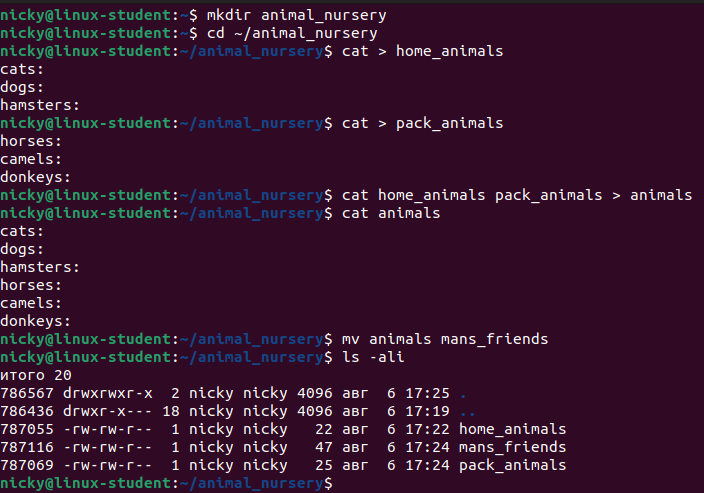 nicky@linux-student:~$ mkdir animal_nursery
nicky@linux-student:~$ cd ~/animal_nursery
nicky@linux-student:~/animal_nursery$ cat > home_animals
cats:
dogs:
hamsters:
nicky@linux-student:~/animal_nursery$ cat > pack_animals
horses:
camels:
donkeys:
nicky@linux-student:~/animal_nursery$ cat home_animals pack_animals > animals
nicky@linux-student:~/animal_nursery$ cat animals
cats:
dogs:
hamsters:
horses:
camels:
donkeys:
nicky@linux-student:~/animal_nursery$ mv animals mans_friends
nicky@linux-student:~/animal_nursery$ ls -ali
итого 20
786567 drwxrwxr-x  2 nicky nicky 4096 авг  6 17:25 .
786436 drwxr-x--- 18 nicky nicky 4096 авг  6 17:19 ..
787055 -rw-rw-r--  1 nicky nicky   22 авг  6 17:22 home_animals
787116 -rw-rw-r--  1 nicky nicky   47 авг  6 17:24 mans_friends
787069 -rw-rw-r--  1 nicky nicky   25 авг  6 17:24 pack_animals
nicky@linux-student:~/animal_nursery$